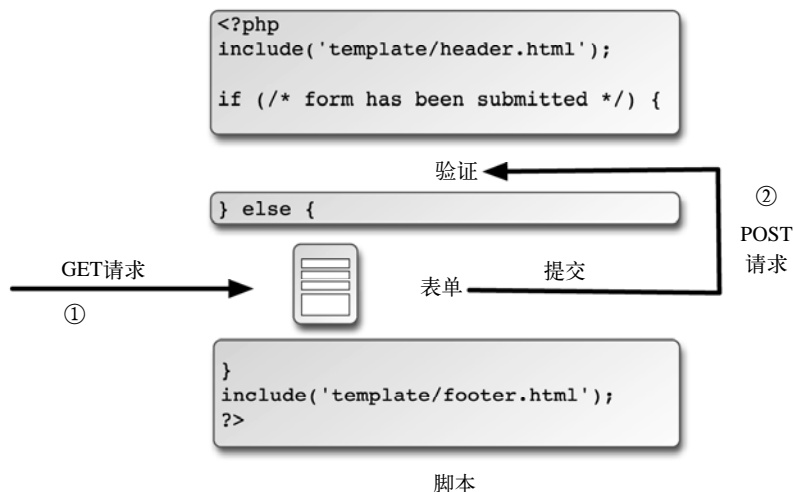 <?php
include('template/header.html');
if (/* form has been submitted */) {
验证
} else {
②
POST
请求
GET请求
①
表单
提交
}
include('template/footer.html');
?>
脚本